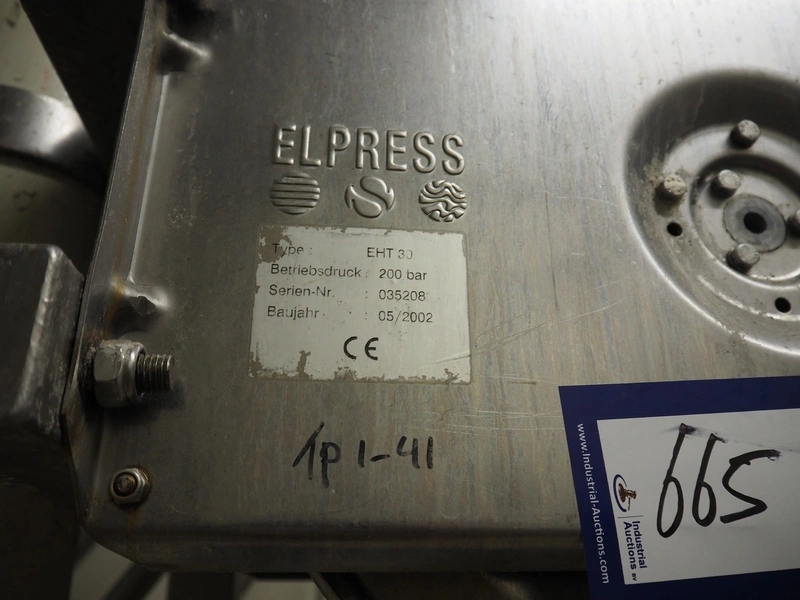 ELPRESS
Type : EHT 30
Betriebsdruck : 200 bar
Serien-Nr. : 035208
Baujahr : 05/2002
CE
1p 1-41
665
www.Industrial-Auctions.com
Industrial
Auctions BV